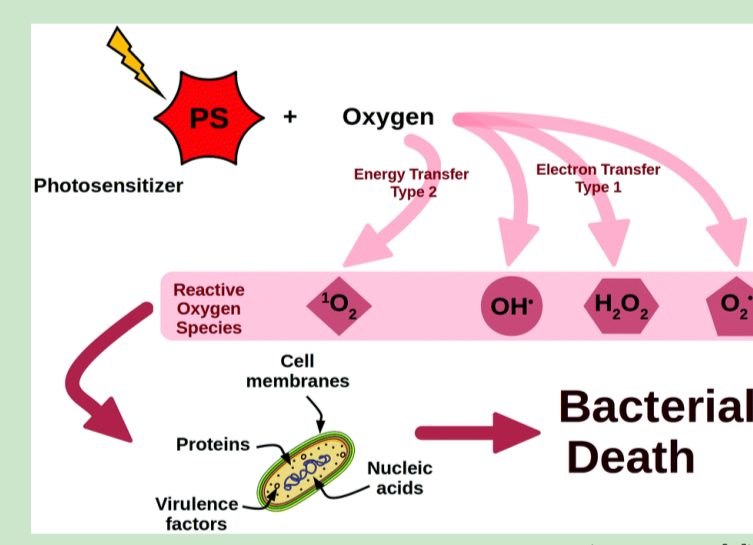 PS
+
Oxygen
Photosensitizer
Energy Transfer
Type 2
Electron Transfer
Type 1
Reactive
Oxygen
Species
¹O₂
OH•
H₂O₂
O₂•
Cell
membranes
Proteins
Nucleic
acids
Virulence
factors
Bacterial
Death